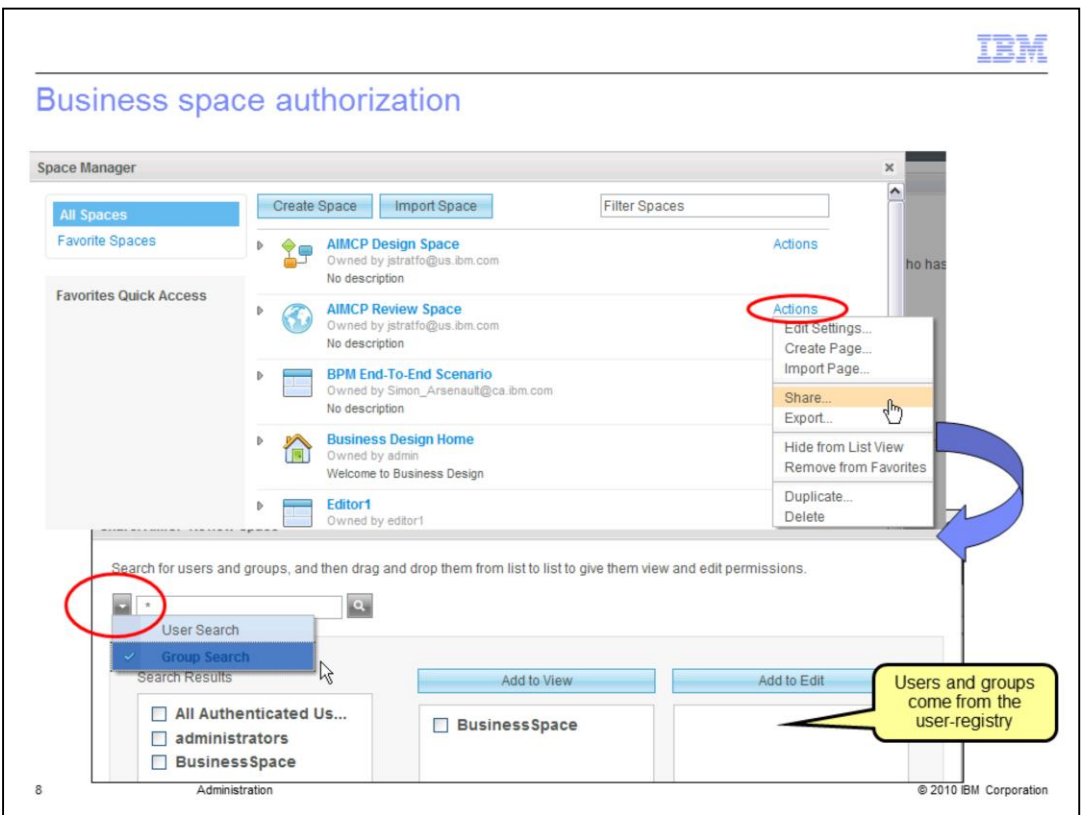 IBM
Business space authorization
Space Manager
All Spaces
Favorite Spaces
Favorites Quick Access
Create Space
Import Space
Filter Spaces
AIMCP Design Space
Actions
Owned by jstratfo@us.ibm.com
No description
ho has
AIMCP Review Space
Actions
Owned by jstratfo@us.ibm.com
No description
Edit Settings...
Create Page...
Import Page...
Share...
Export...
Hide from List View
Remove from Favorites
Duplicate...
Delete
BPM End-To-End Scenario
Owned by Simon_Arsenault@ca.ibm.com
No description
Business Design Home
Owned by admin
Welcome to Business Design
Editor1
Owned by editor1
Search for users and groups, and then drag and drop them from list to list to give them view and edit permissions.
*
User Search
Group Search
Search Results
Add to View
Add to Edit
All Authenticated Us...
administrators
BusinessSpace
BusinessSpace
Users and groups
come from the
user-registry
8
Administration
© 2010 IBM Corporation